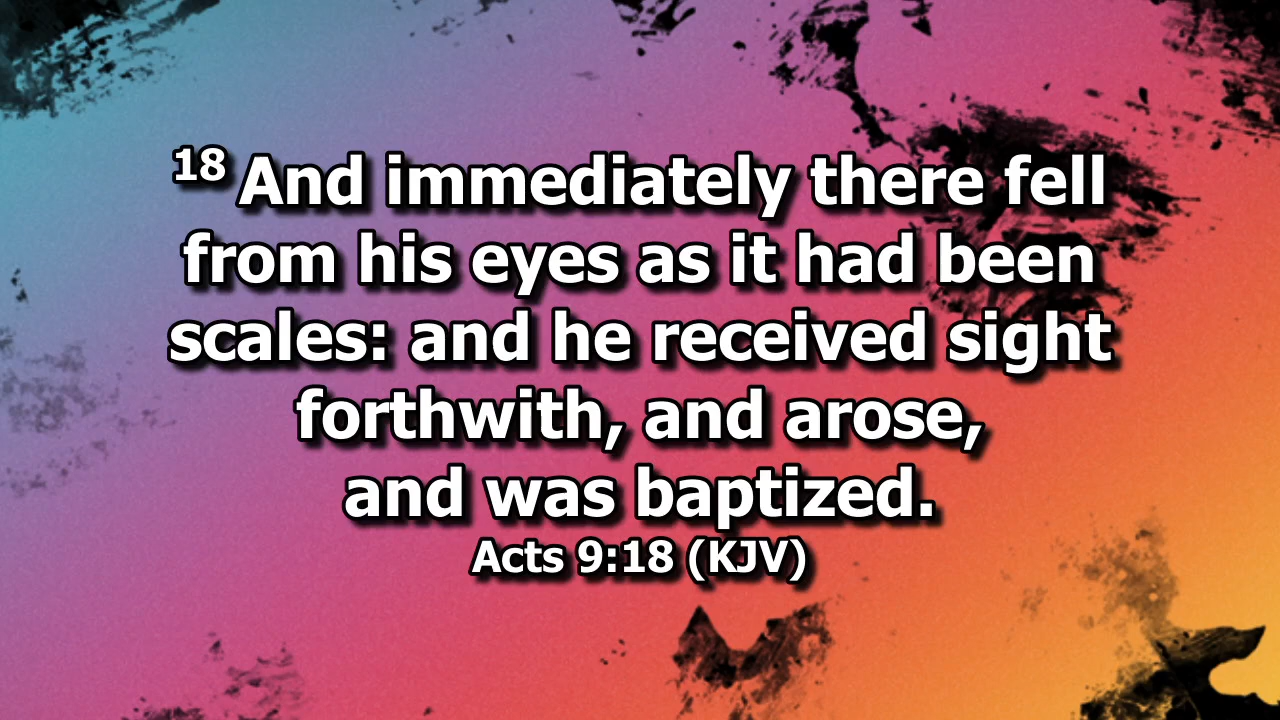 18 And immediately there fell
from his eyes as it had been
scales: and he received sight
forthwith, and arose,
and was baptized.
Acts 9:18 (KJV)